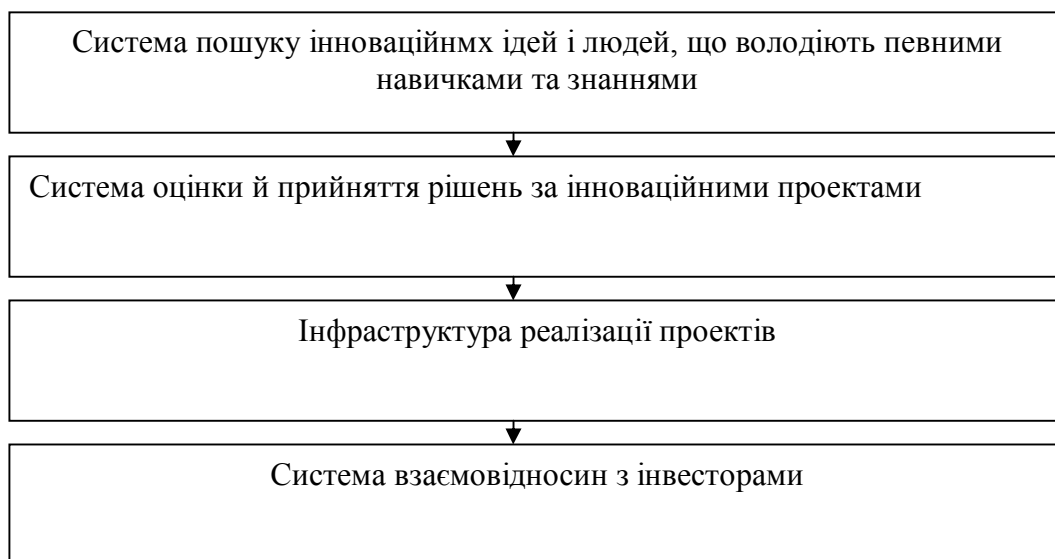 Система пошуку інноваційнмх ідей і людей, що володіють певними
навичками та знаннями
Система оцінки й прийняття рішень за інноваційними проектами
Інфраструктура реалізації проектів
Система взаємовідносин з інвесторами